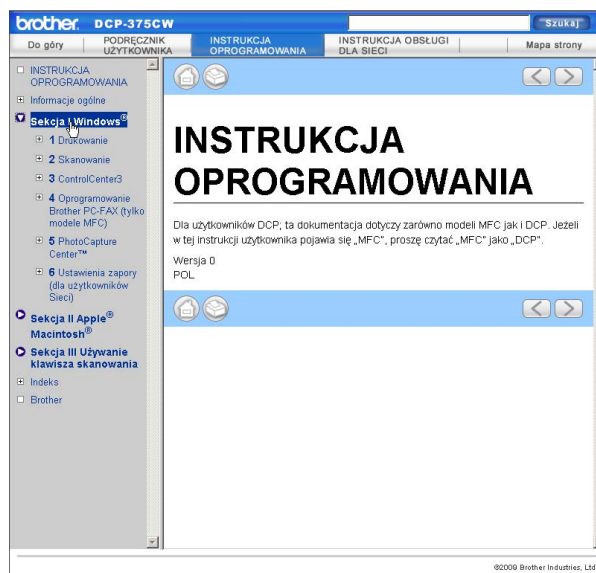 brother. DCP-375CW
Szukaj
Do góry
PODRĘCZNIK
UŻYTKOWNIKA
INSTRUKCJA
OPROGRAMOWANIA
INSTRUKCJA OBSŁUGI
DLA SIECI
Mapa strony
INSTRUKCJA
OPROGRAMOWANIA
Informacje ogólne
Sekcja I Windows®
1 Drukowanie
2 Skanowanie
3 ControlCenter3
4 Oprogramowanie
Brother PC-FAX (tylko
modele MFC)
5 PhotoCapture
Center™
6 Ustawienia zapory
(dla użytkowników
Sieci)
Sekcja II Apple®
Macintosh®
Sekcja III Używanie
klawisza skanowania
Indeks
Brother
INSTRUKCJA
OPROGRAMOWANIA
Dla użytkowników DCP; ta dokumentacja dotyczy zarówno modeli MFC jak i DCP. Jeżeli
w tej instrukcji użytkownika pojawia się „MFC”, proszę czytać „MFC” jako „DCP”.
Wersja 0
POL
©2009 Brother Industries, Ltd